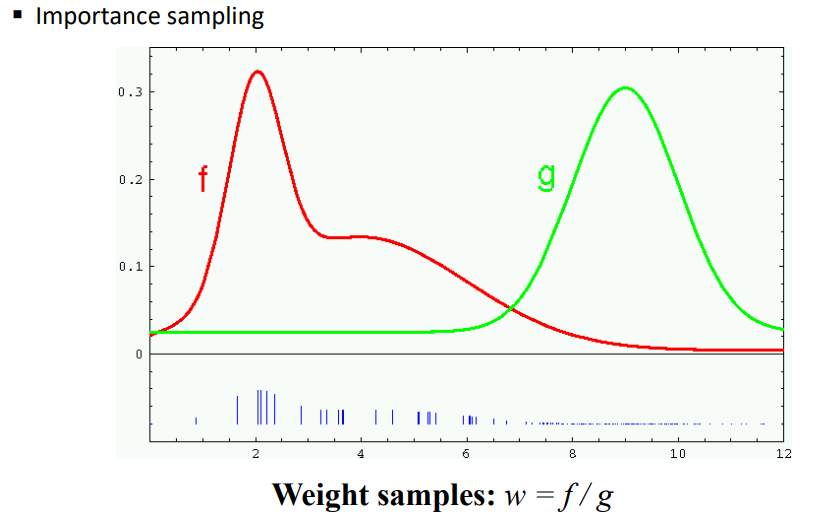 ▪ Importance sampling
0.3
f
g
0.2
0.1
0
2 4 6 8 10 12
Weight samples: w = f / g